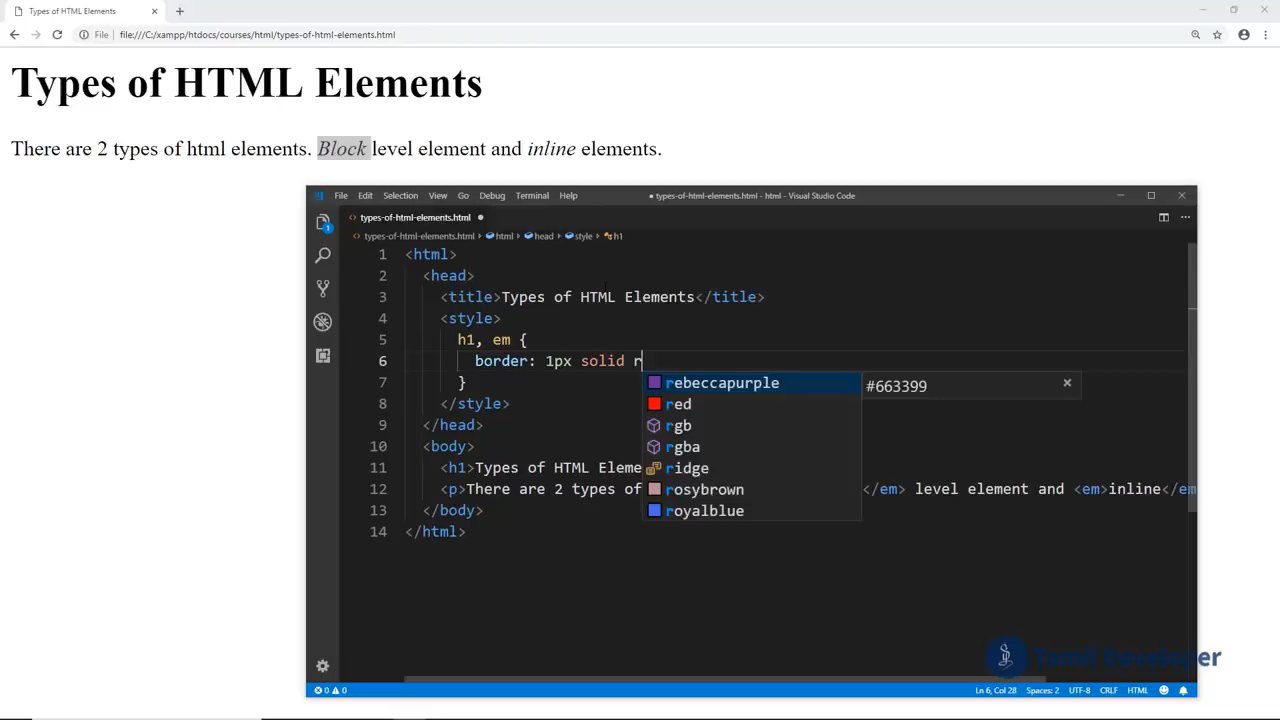 Types of HTML Elements
File file:///C:/xampp/htdocs/courses/html/types-of-html-elements.html
Types of HTML Elements
There are 2 types of html elements. Block level element and inline elements.
File Edit Selection View Go Debug Terminal Help ● types-of-html-elements.html - html - Visual Studio Code
types-of-html-elements.html
types-of-html-elements.html html head style h1
1 <html>
2 <head>
3 <title>Types of HTML Elements</title>
4 <style>
5 h1, em {
6 border: 1px solid r
rebeccapurple #663399
7 }
red
8 </style>
rgb
9 </head>
rgba
10 <body>
ridge
11 <h1>Types of HTML Eleme
rosybrown
12 <p>There are 2 types of </em> level element and <em>inline</em
royalblue
13 </body>
14 </html>
Tamil Developer
0 0 Ln 6, Col 28 Spaces: 2 UTF-8 CRLF HTML